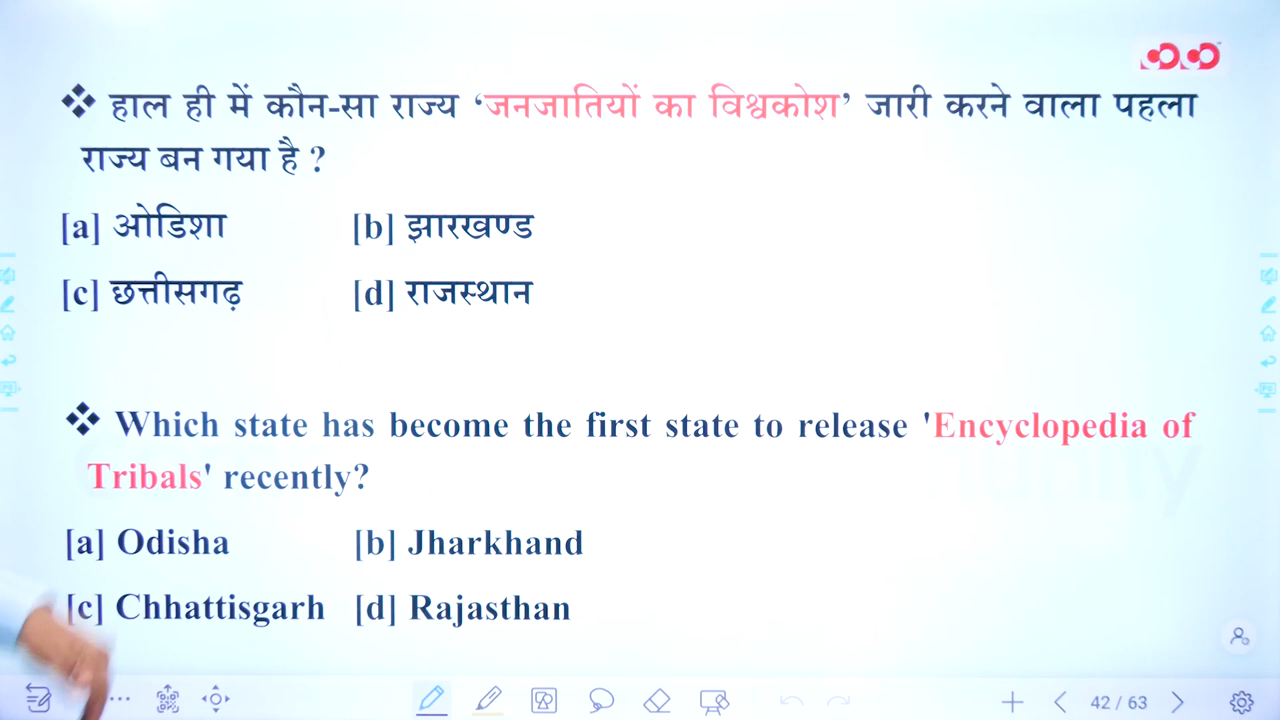 ❖ हाल ही में कौन-सा राज्य ‘जनजातियों का विश्वकोश’ जारी करने वाला पहला
राज्य बन गया है ?
[a] ओडिशा [b] झारखण्ड
[c] छत्तीसगढ़ [d] राजस्थान
❖ Which state has become the first state to release 'Encyclopedia of
Tribals' recently?
[a] Odisha [b] Jharkhand
[c] Chhattisgarh [d] Rajasthan
42 / 63